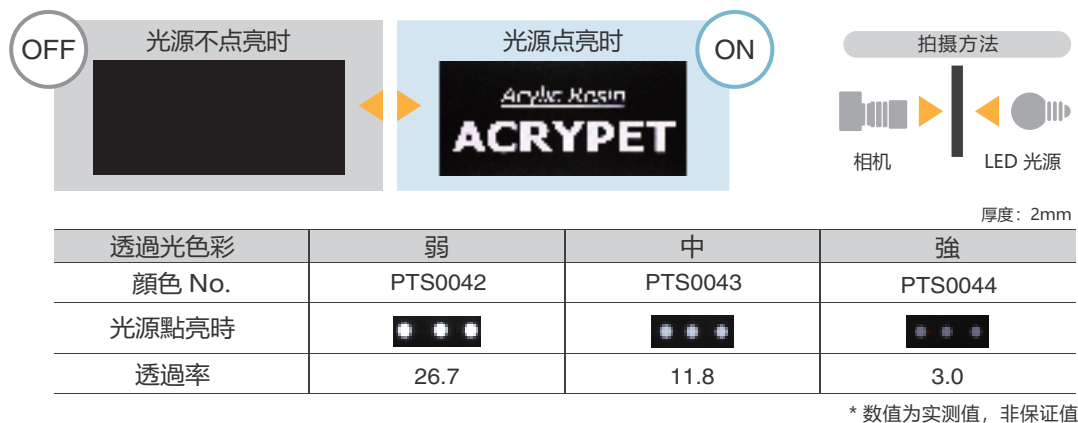 OFF
光源不点亮时
光源点亮时
ON
Acrylic Resin
ACRYPET
拍摄方法
相机
LED 光源
厚度：2mm
透過光色彩 弱 中 強
顔色 No. PTS0042 PTS0043 PTS0044
光源點亮時
透過率 26.7 11.8 3.0
* 数值为实测值，非保证值